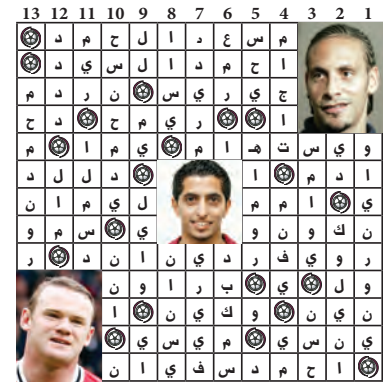 13 12 11 10 9 8 7 6 5 4 3 2 1
م س ع د ا ل ح م د
ا ح م د ا ل س ي د
ج ي ر ي س ن ر د م
ا ر ي م ح د ح
و ي س ت هـ ا م ي م ا م
ا د م ا د ل ل د
ي ا م م ل ي م ا ن
ن ك و ن و ي س م و
ر و ي ف ر د ي ن ا ن د ر
و ل ي ب ر ا و ن
ن ي ن و ك ي ن ا
ي ن س ي م ي س ي
ا ح م د س ف ي ا ن